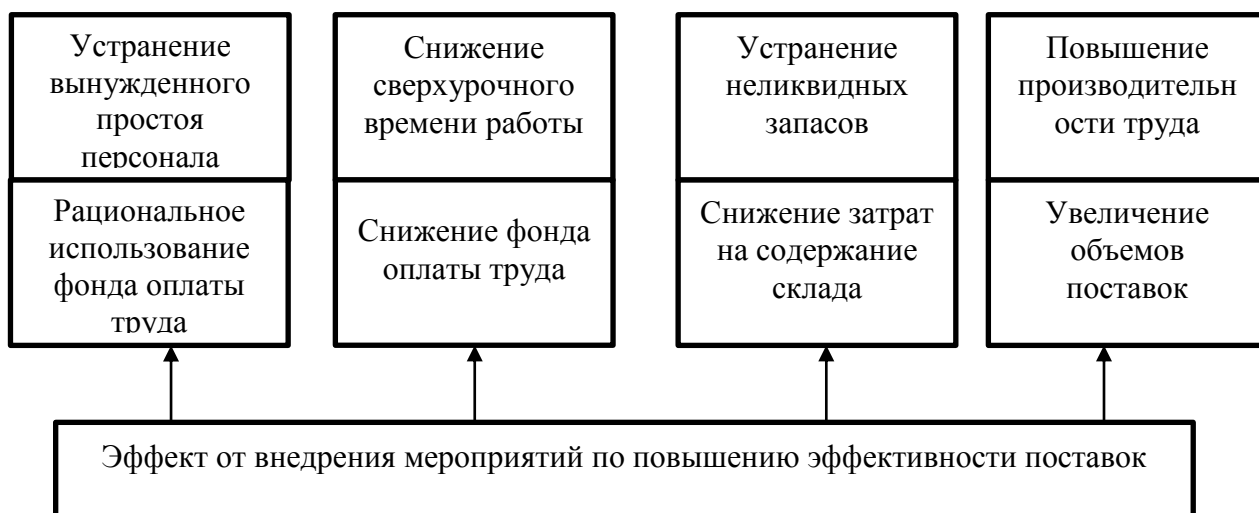 Устранение
вынужденного
простоя
персонала
Снижение
сверхурочного
времени работы
Устранение
неликвидных
запасов
Повышение
производительн
ости труда
Рациональное
использование
фонда оплаты
труда
Снижение фонда
оплаты труда
Снижение затрат
на содержание
склада
Увеличение
объемов
поставок
Эффект от внедрения мероприятий по повышению эффективности поставок